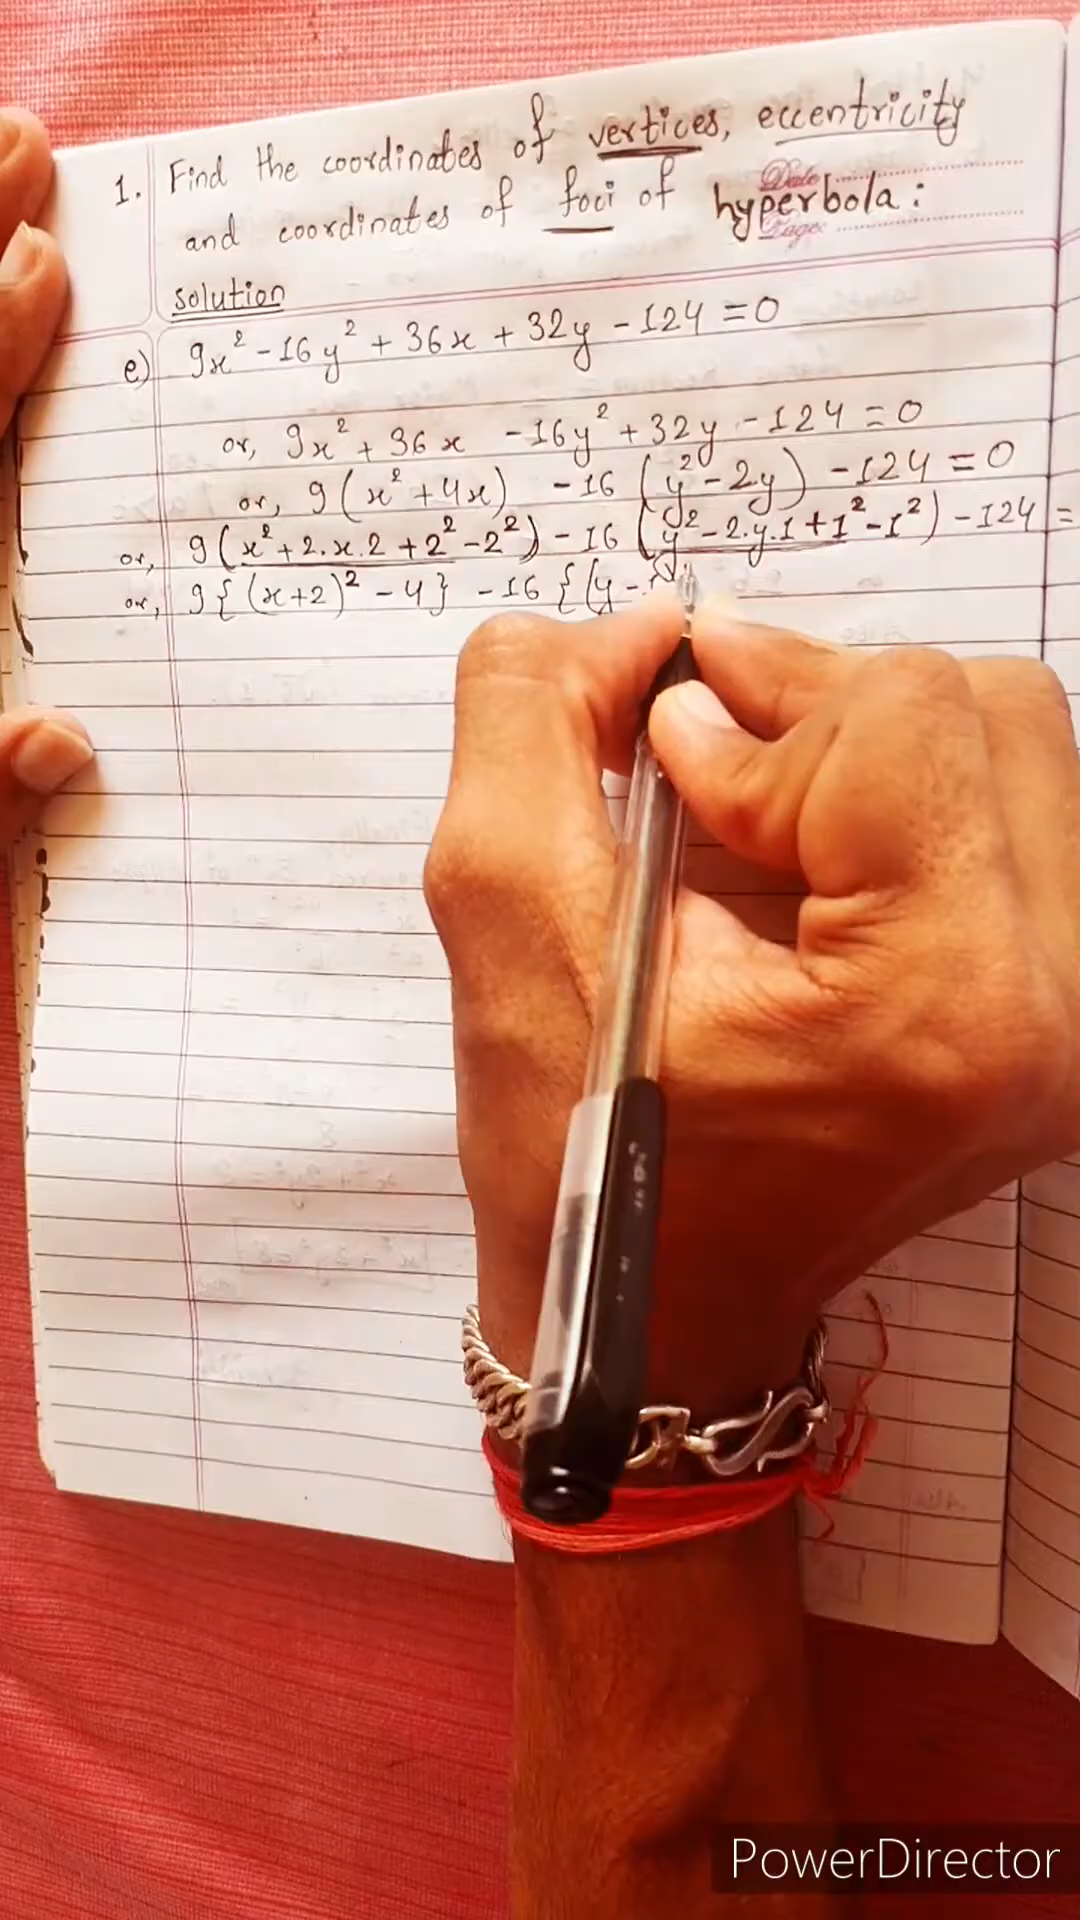 1. Find the coordinates of vertices, eccentricity
and coordinates of foci of hyperbola:
Date
Page
solution
e) 9x² - 16y² + 36x + 32y - 124 = 0
or, 9x² + 36x - 16y² + 32y - 124 = 0
or, 9(x² + 4x) - 16(y² - 2y) - 124 = 0
or, 9(x² + 2.x.2 + 2² - 2²) - 16(y² - 2.y.1 + 1² - 1²) - 124 =
or, 9{(x+2)² - 4} - 16{(y -
PowerDirector